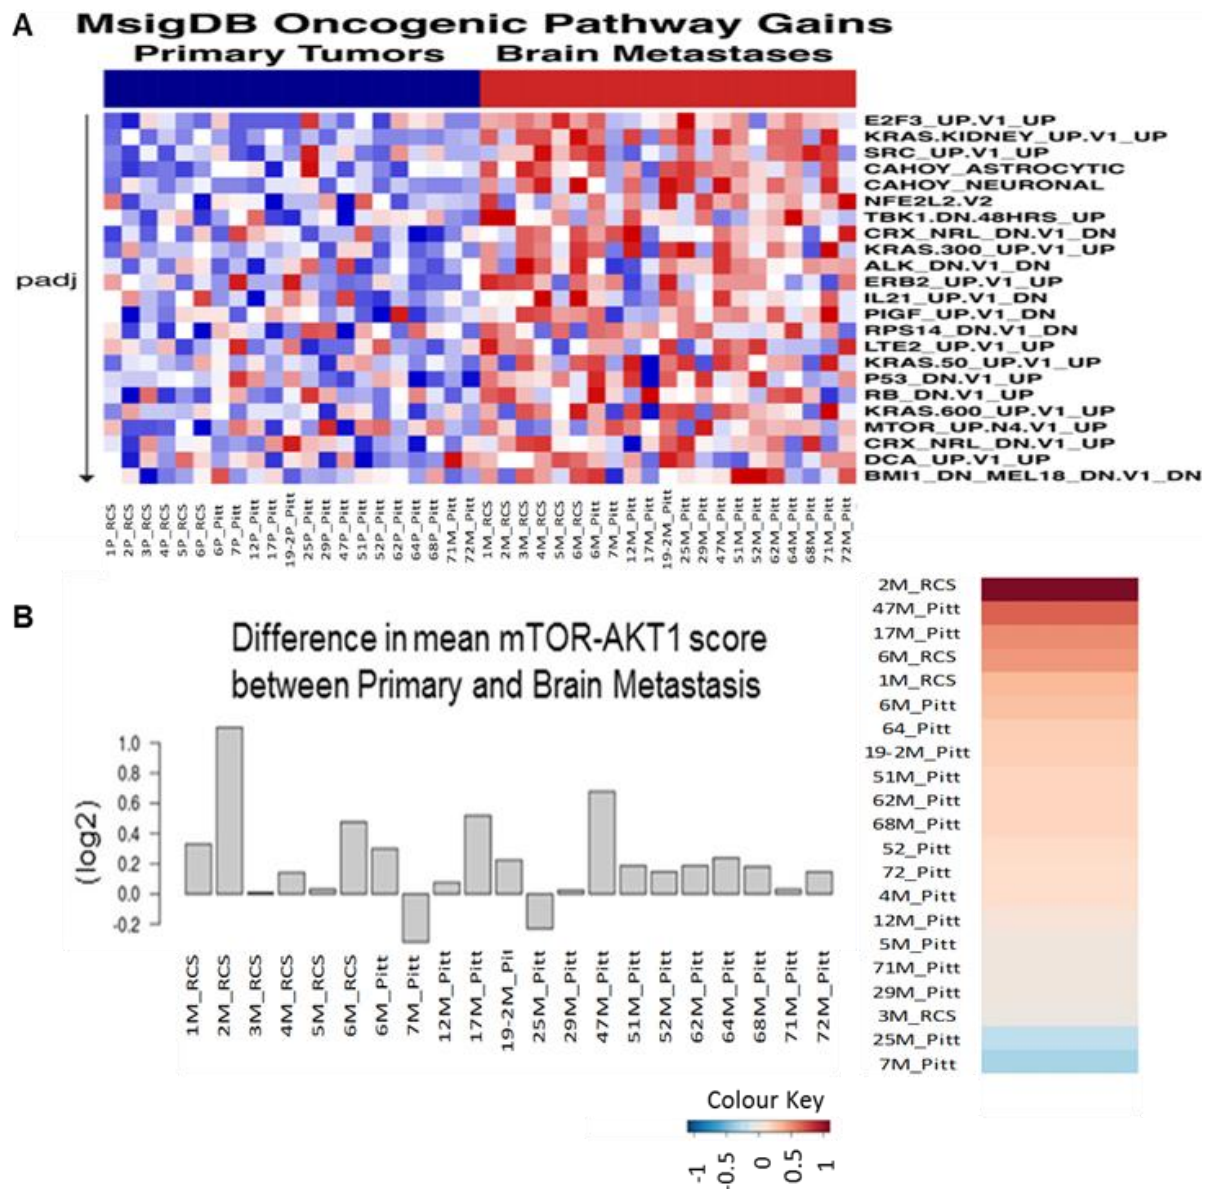 A
MsigDB Oncogenic Pathway Gains
Primary Tumors
Brain Metastases
padj
E2F3_UP.V1_UP
KRAS.KIDNEY_UP.V1_UP
SRC_UP.V1_UP
CAHOY_ASTROCYTIC
CAHOY_NEURONAL
NFE2L2.V2
TBK1.DN.48HRS_UP
CRX_NRL_DN.V1_DN
KRAS.300_UP.V1_UP
ALK_DN.V1_DN
ERB2_UP.V1_UP
IL21_UP.V1_DN
PIGF_UP.V1_DN
RPS14_DN.V1_DN
LTE2_UP.V1_UP
KRAS.50_UP.V1_UP
P53_DN.V1_UP
RB_DN.V1_UP
KRAS.600_UP.V1_UP
MTOR_UP.N4.V1_UP
CRX_NRL_DN.V1_UP
DCA_UP.V1_UP
BMI1_DN_MEL18_DN.V1_DN
1P_RCS
2P_RCS
3P_RCS
4P_RCS
5P_RCS
6P_RCS
6P_Pitt
7P_Pitt
12P_Pitt
17P_Pitt
19-2P_Pitt
25P_Pitt
29P_Pitt
47P_Pitt
51P_Pitt
52P_Pitt
62P_Pitt
64P_Pitt
68P_Pitt
71M_Pitt
72M_Pitt
1M_RCS
2M_RCS
3M_RCS
4M_RCS
5M_RCS
6M_RCS
6M_Pitt
7M_Pitt
12M_Pitt
17M_Pitt
19-2M_Pitt
25M_Pitt
29M_Pitt
47M_Pitt
51M_Pitt
52M_Pitt
62M_Pitt
64M_Pitt
68M_Pitt
71M_Pitt
72M_Pitt
B
Difference in mean mTOR-AKT1 score
between Primary and Brain Metastasis
(log2)
1.0
0.8
0.6
0.4
0.2
0.0
-0.2
1M_RCS
2M_RCS
3M_RCS
4M_RCS
5M_RCS
6M_RCS
6M_Pitt
7M_Pitt
12M_Pitt
17M_Pitt
19-2M_Pit
25M_Pitt
29M_Pitt
47M_Pitt
51M_Pitt
52M_Pitt
62M_Pitt
64M_Pitt
68M_Pitt
71M_Pitt
72M_Pitt
2M_RCS
47M_Pitt
17M_Pitt
6M_RCS
1M_RCS
6M_Pitt
64_Pitt
19-2M_Pitt
51M_Pitt
62M_Pitt
68M_Pitt
52_Pitt
72_Pitt
4M_Pitt
12M_Pitt
5M_Pitt
71M_Pitt
29M_Pitt
3M_RCS
25M_Pitt
7M_Pitt
Colour Key
-1
-0.5
0
0.5
1